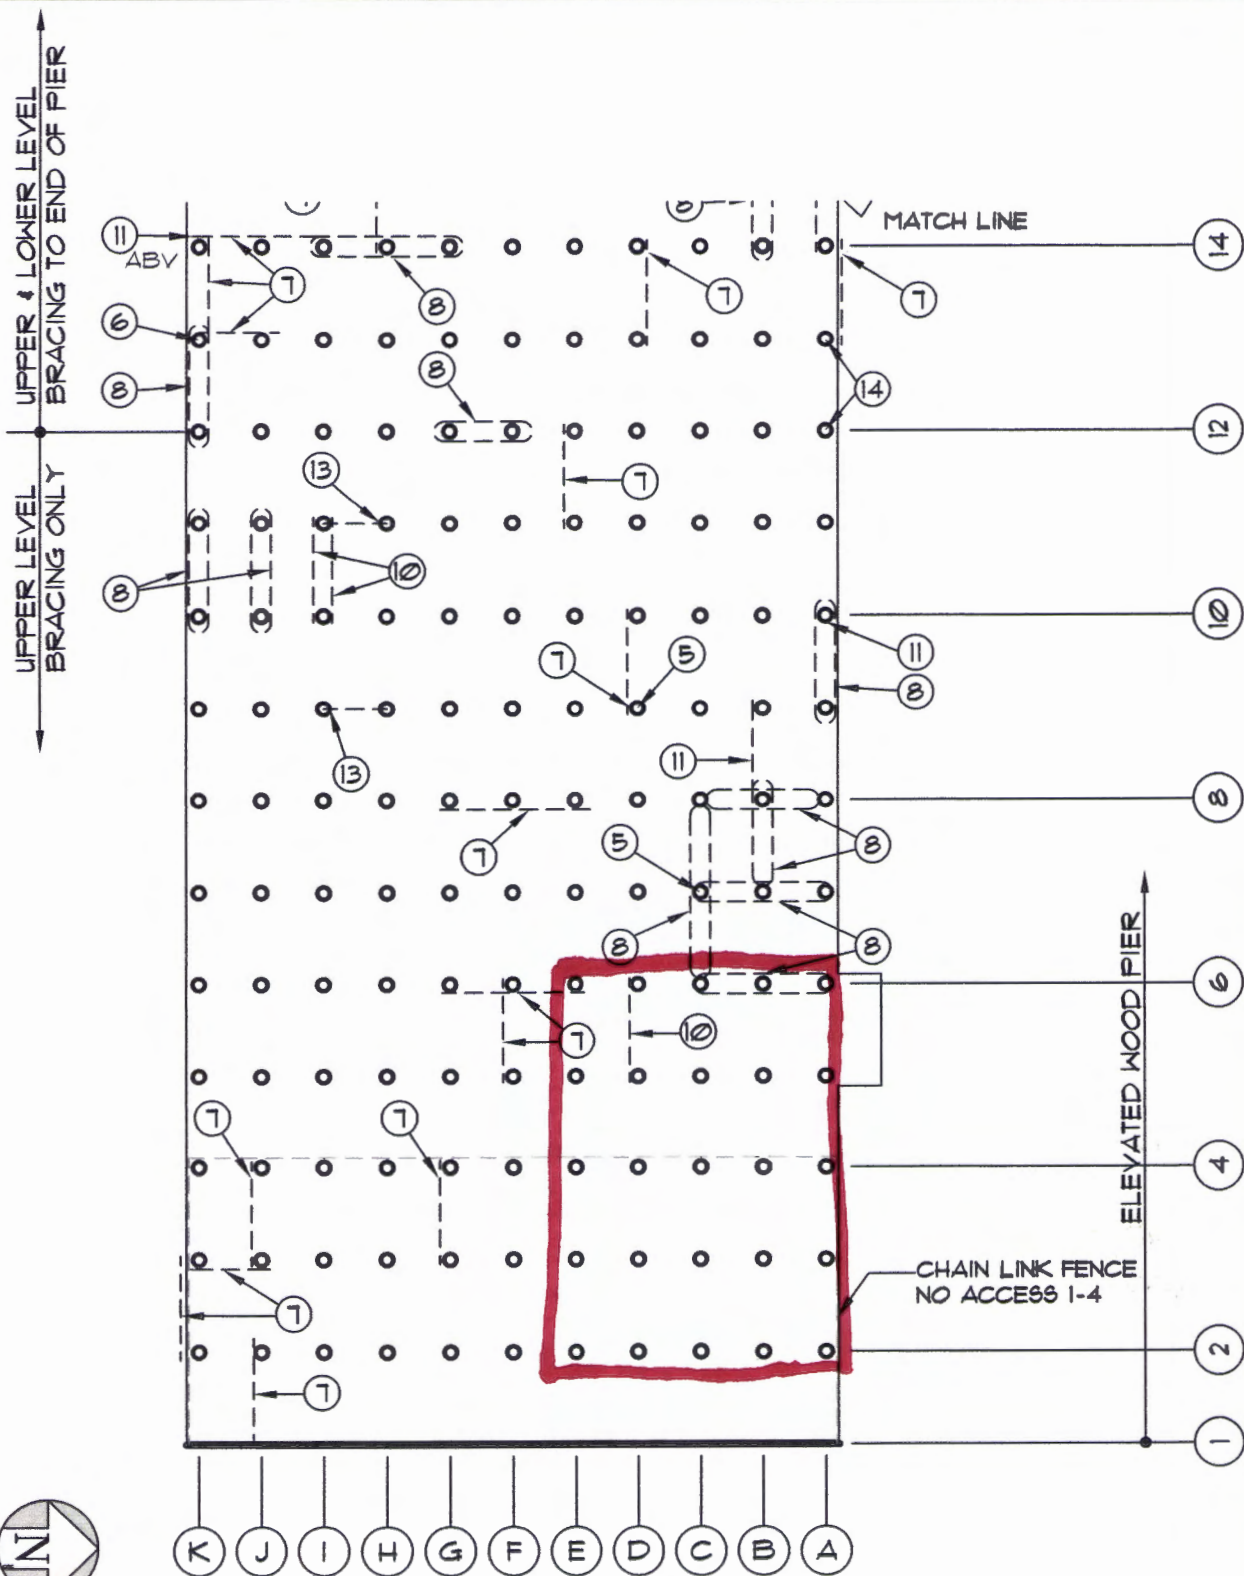 UPPER & LOWER LEVEL
BRACING TO END OF PIER
UPPER LEVEL
BRACING ONLY
11
ABV
7
8
7
MATCH LINE
7
14
6
8
8
14
12
13
7
8
10
10
7
5
11
8
13
11
8
7
5
8
8
8
7
10
6
7
7
4
ELEVATED WOOD PIER
7
CHAIN LINK FENCE
NO ACCESS 1-4
7
2
1
N
K
J
I
H
G
F
E
D
C
B
A